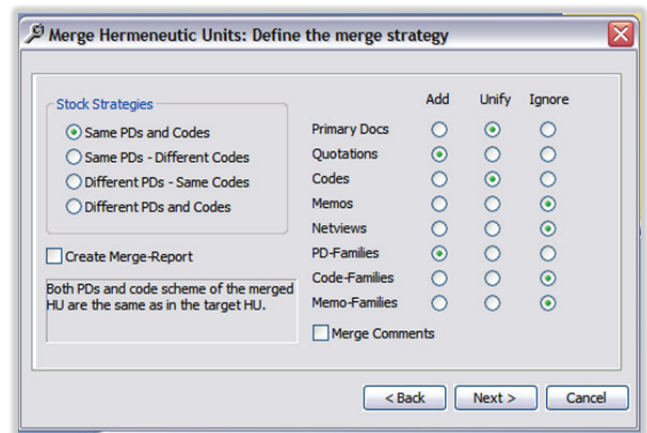 Merge Hermeneutic Units: Define the merge strategy
Stock Strategies
Same PDs and Codes
Same PDs - Different Codes
Different PDs - Same Codes
Different PDs and Codes
Create Merge-Report
Both PDs and code scheme of the merged
HU are the same as in the target HU.
Add Unify Ignore
Primary Docs
Quotations
Codes
Memos
Netviews
PD-Families
Code-Families
Memo-Families
Merge Comments
< Back Next > Cancel